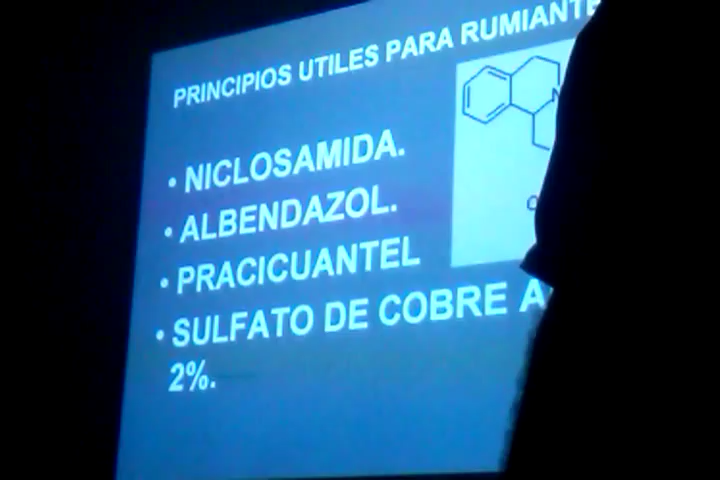 PRINCIPIOS UTILES PARA RUMIANTE
• NICLOSAMIDA.
• ALBENDAZOL.
• PRACICUANTEL
• SULFATO DE COBRE A
2%.
N
O